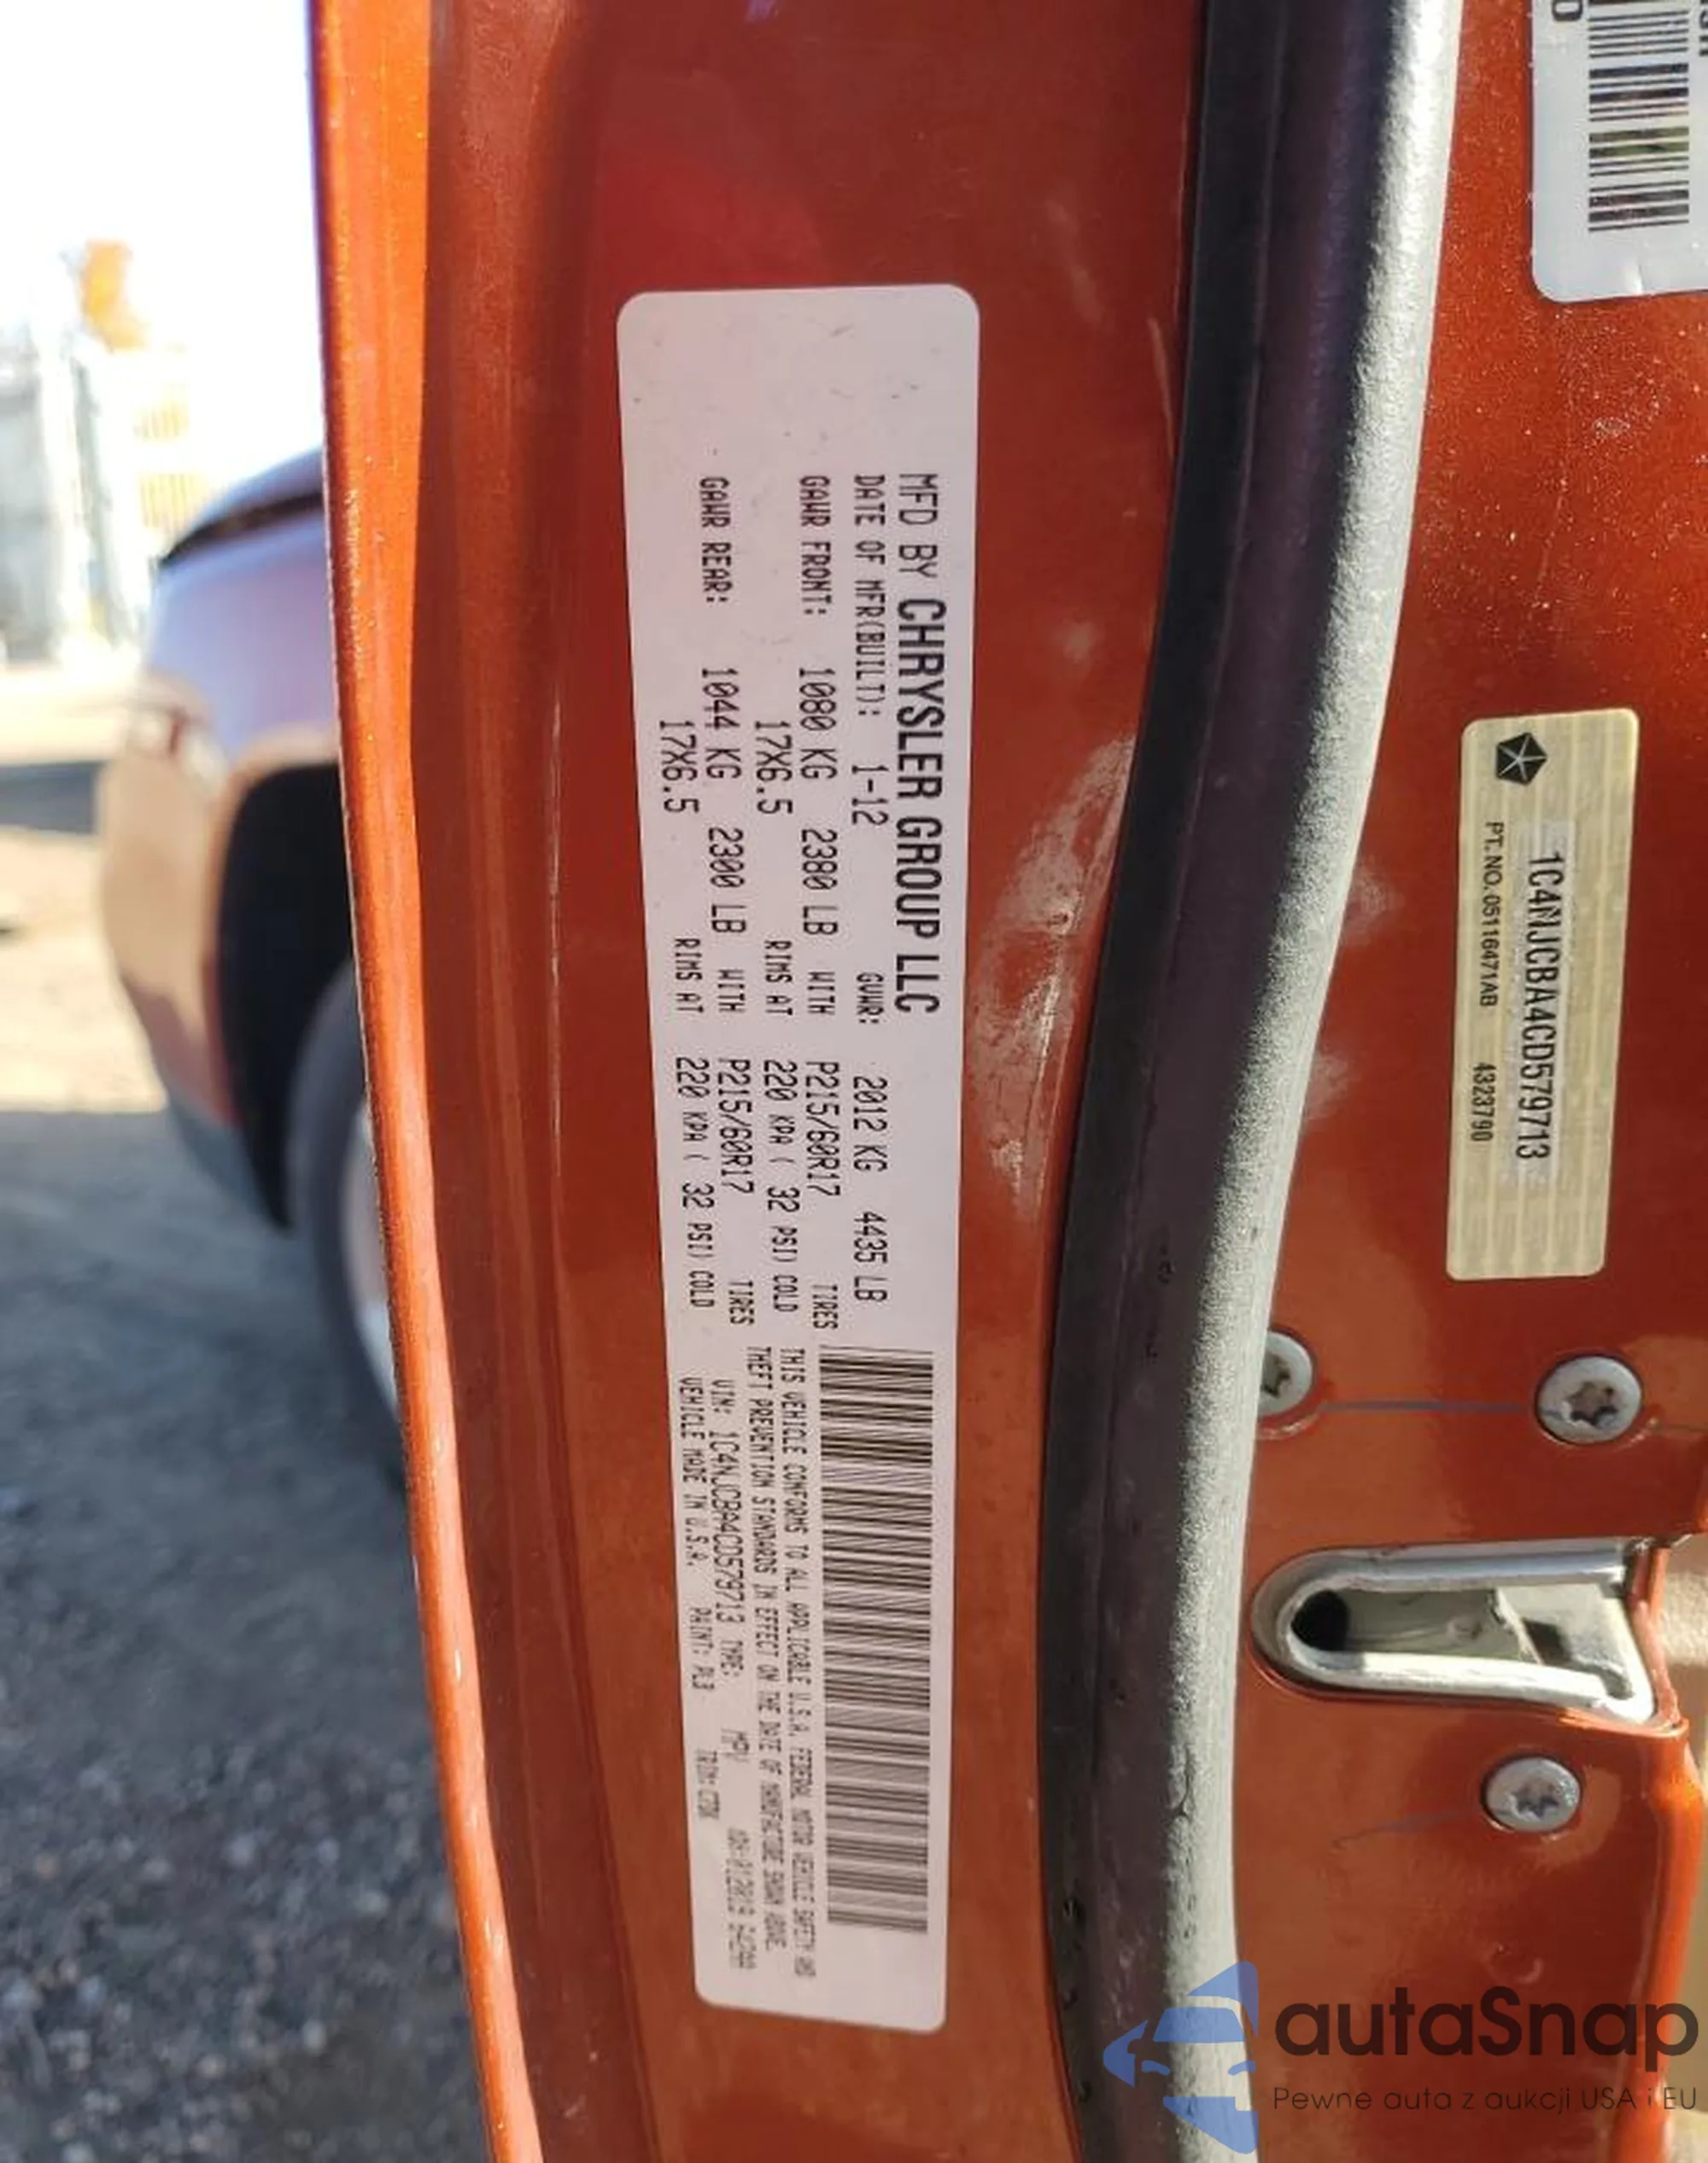 MFD BY CHRYSLER GROUP LLC
DATE OF MFR(BUILT): 1-12 GVWR: 2012 KG 4435 LB
GAWR FRONT: 1080 KG 2380 LB WITH P215/60R17 TIRES
17X6.5 RIMS AT 220 KPA ( 32 PSI) COLD
GAWR REAR: 1044 KG 2300 LB WITH P215/60R17 TIRES
17X6.5 RIMS AT 220 KPA ( 32 PSI) COLD
THIS VEHICLE CONFORMS TO ALL APPLICABLE U.S.A. FEDERAL MOTOR VEHICLE SAFETY AND
THEFT PREVENTION STANDARDS IN EFFECT ON THE DATE OF MANUFACTURE SHOWN ABOVE.
VIN: 1C4NJCBA4CD579713 TYPE: MPV
VEHICLE MADE IN U.S.A. PAINT: PL3 TRIM:
1C4NJCBA4CD579713
PT. NO. 05116471AB 4323790
autaSnap
Pewne auta z aukcji USA i EU